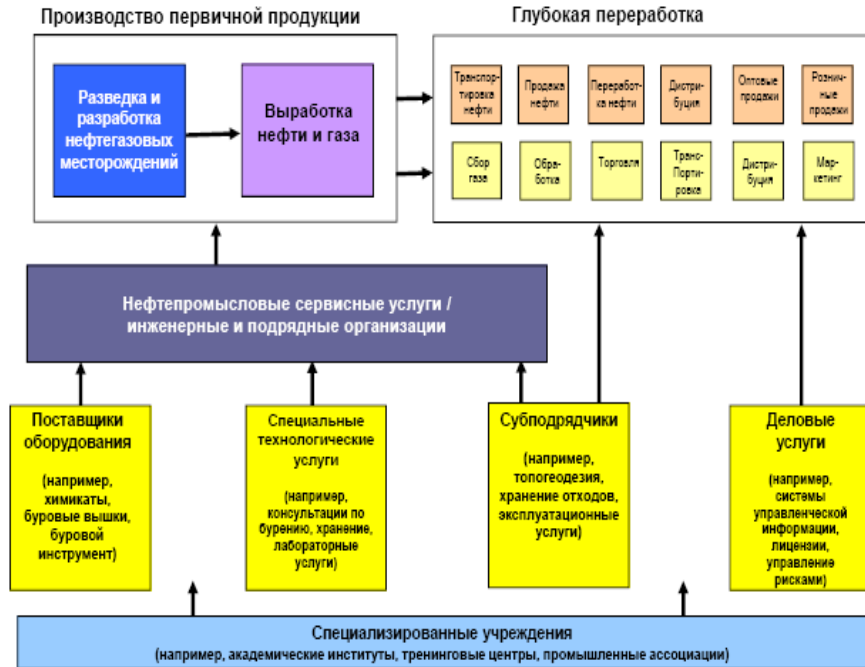 Производство первичной продукции
Глубокая переработка
Разведка и
разработка
нефтегазовых
месторождений
Выработка
нефти и газа
Транспор-
тировка
нефти
Продажа
нефти
Переработ-
ка нефти
Дистри-
буция
Оптовые
продажи
Рознич-
ные
продажи
Сбор
газа
Обра-
ботка
Торговля
Транс-
Порти-
ровка
Дистри-
буция
Мар-
кетинг
Нефтепромысловые сервисные услуги /
инженерные и подрядные организации
Поставщики
оборудования
(например,
химикаты,
буровые вышки,
буровой
инструмент)
Специальные
технологические
услуги
(например,
консультации по
бурению, хранение,
лабораторные
услуги)
Субподрядчики
(например,
топогеодезия,
хранение отходов,
эксплуатационные
услуги)
Деловые
услуги
(например,
системы
управленческой
информации,
лицензии,
управление
рисками)
Специализированные учреждения
(например, академические институты, тренинговые центры, промышленные ассоциации)